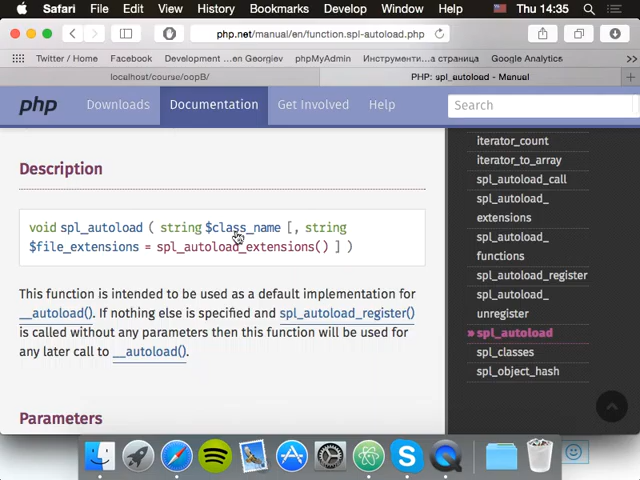 Safari File Edit View History Bookmarks Develop Window Help Thu 14:35
php.net/manual/en/function.spl-autoload.php
Twitter / Home Facebook Development ...en Georgiev phpMyAdmin Инструменти...а страница Google Analytics >>
localhost/course/oopB/ PHP: spl_autoload - Manual
php Downloads Documentation Get Involved Help Search
Description
void spl_autoload ( string $class_name [, string
$file_extensions = spl_autoload_extensions() ] )
This function is intended to be used as a default implementation for
__autoload(). If nothing else is specified and spl_autoload_register()
is called without any parameters then this function will be used for
any later call to __autoload().
Parameters
iterator_count
iterator_to_array
spl_autoload_call
spl_autoload_
extensions
spl_autoload_
functions
spl_autoload_register
spl_autoload_
unregister
» spl_autoload
spl_classes
spl_object_hash